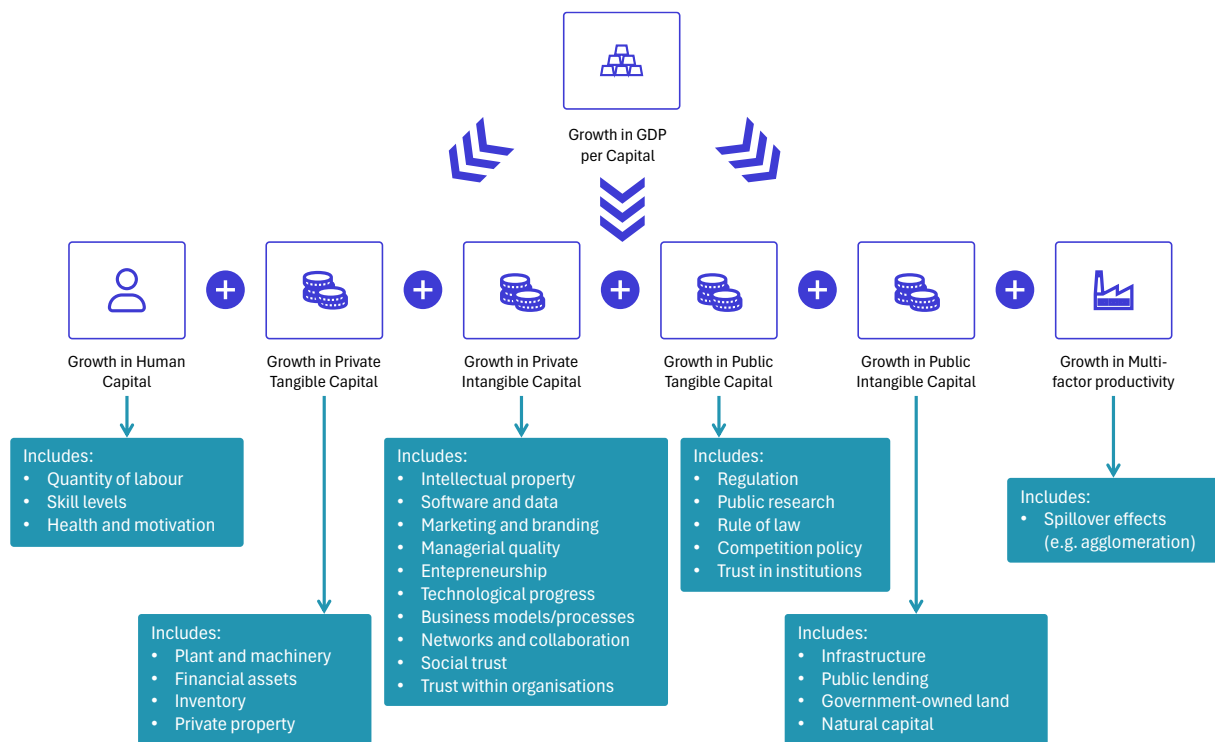 Growth in GDP
per Capital
Growth in Human
Capital
Growth in Private
Tangible Capital
Growth in Private
Intangible Capital
Growth in Public
Tangible Capital
Growth in Public
Intangible Capital
Growth in Multi-
factor productivity
Includes:
• Quantity of labour
• Skill levels
• Health and motivation
Includes:
• Plant and machinery
• Financial assets
• Inventory
• Private property
Includes:
• Intellectual property
• Software and data
• Marketing and branding
• Managerial quality
• Entepreneurship
• Technological progress
• Business models/processes
• Networks and collaboration
• Social trust
• Trust within organisations
Includes:
• Regulation
• Public research
• Rule of law
• Competition policy
• Trust in institutions
Includes:
• Infrastructure
• Public lending
• Government-owned land
• Natural capital
Includes:
• Spillover effects
(e.g. agglomeration)